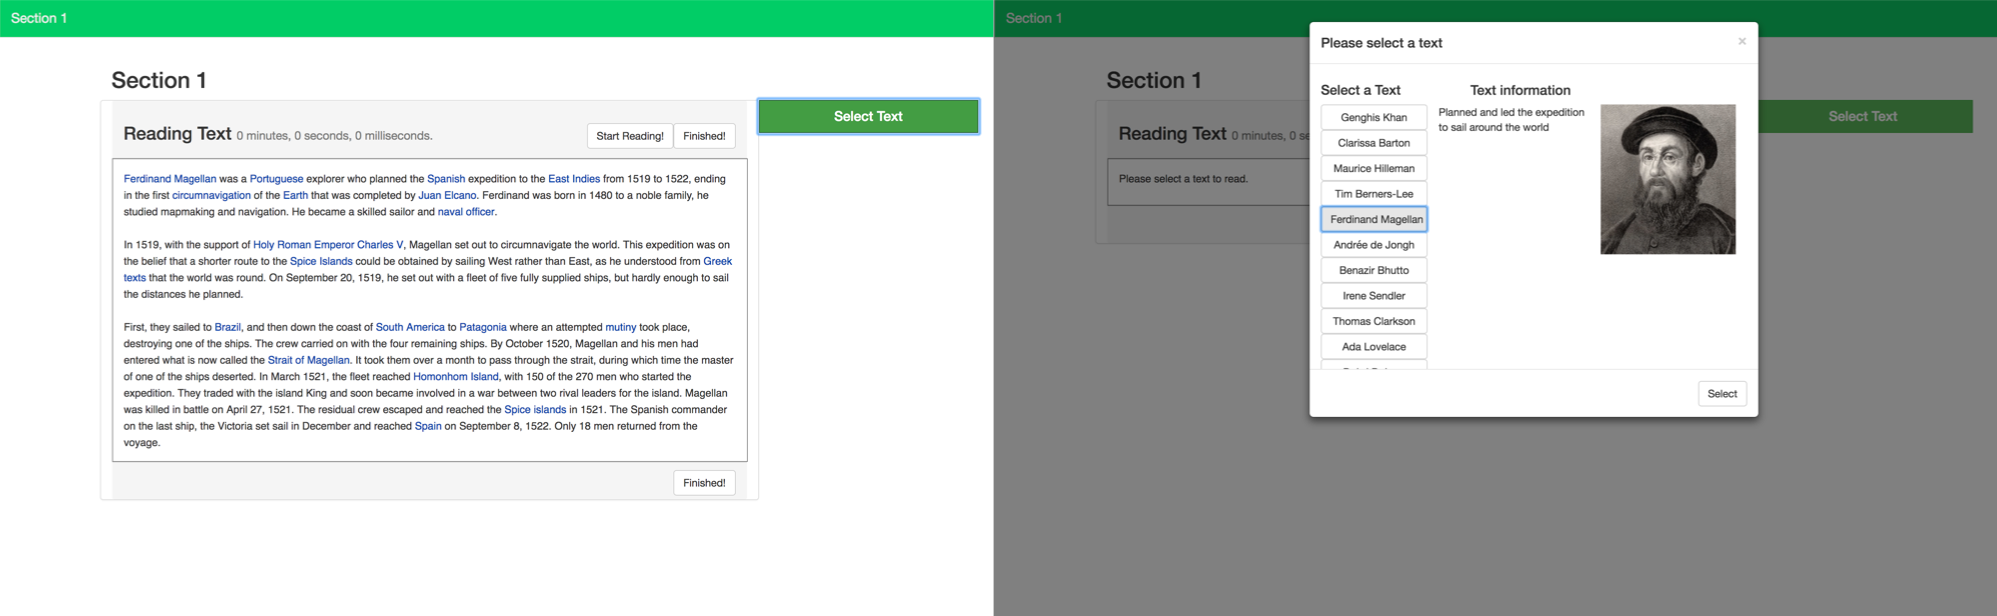 Section 1
Section 1
Reading Text 0 minutes, 0 seconds, 0 milliseconds.
Start Reading!
Finished!
Select Text
Ferdinand Magellan was a Portuguese explorer who planned the Spanish expedition to the East Indies from 1519 to 1522, ending
in the first circumnavigation of the Earth that was completed by Juan Elcano. Ferdinand was born in 1480 to a noble family, he
studied mapmaking and navigation. He became a skilled sailor and naval officer.
In 1519, with the support of Holy Roman Emperor Charles V, Magellan set out to circumnavigate the world. This expedition was on
the belief that a shorter route to the Spice Islands could be obtained by sailing West rather than East, as he understood from Greek
texts that the world was round. On September 20, 1519, he set out with a fleet of five fully supplied ships, but hardly enough to sail
the distances he planned.
First, they sailed to Brazil, and then down the coast of South America to Patagonia where an attempted mutiny took place,
destroying one of the ships. The crew carried on with the four remaining ships. By October 1520, Magellan and his men had
entered what is now called the Strait of Magellan. It took them over a month to pass through the strait, during which time the master
of one of the ships deserted. In March 1521, the fleet reached Homonhom Island, with 150 of the 270 men who started the
expedition. They traded with the island King and soon became involved in a war between two rival leaders for the island. Magellan
was killed in battle on April 27, 1521. The residual crew escaped and reached the Spice islands in 1521. The Spanish commander
on the last ship, the Victoria set sail in December and reached Spain on September 8, 1522. Only 18 men returned from the
voyage.
Finished!
Section 1
Section 1
Reading Text 0 minutes, 0 se
Please select a text to read.
Select Text
Please select a text
×
Select a Text
Genghis Khan
Clarissa Barton
Maurice Hilleman
Tim Berners-Lee
Ferdinand Magellan
Andrée de Jongh
Benazir Bhutto
Irene Sendler
Thomas Clarkson
Ada Lovelace
Text information
Planned and led the expedition
to sail around the world
Select